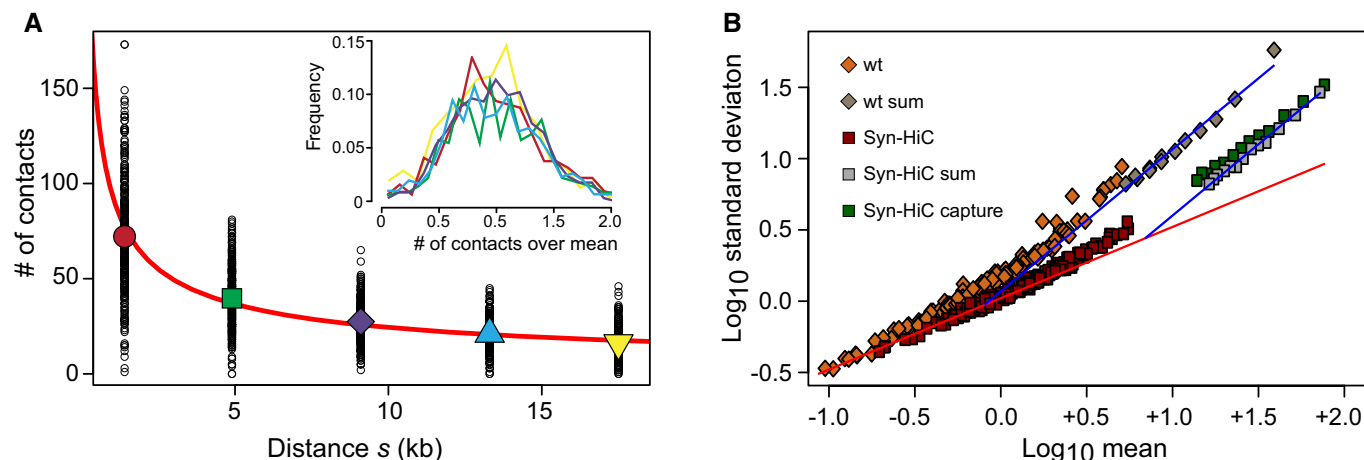 A
# of contacts
150
100
50
0
5
10
15
Distance s (kb)
Frequency
0.15
0.10
0.05
0
0
0.5
0.5
1.5
2.0
# of contacts over mean
B
Log10 standard deviaton
1.5
1.0
0.5
0.0
-0.5
wt
wt sum
Syn-HiC
Syn-HiC sum
Syn-HiC capture
-1.0
-0.5
0.0
+0.5
+1.0
+1.5
+2.0
Log10 mean